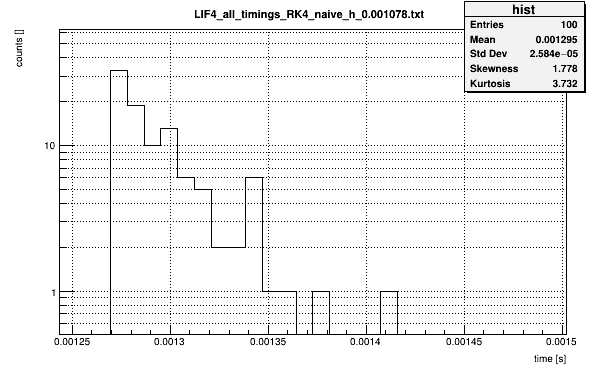 LIF4_all_timings_RK4_naive_h_0.001078.txt
hist
Entries 100
Mean 0.001295
Std Dev 2.584e−05
Skewness 1.778
Kurtosis 3.732
counts []
10
1
0.00125 0.0013 0.00135 0.0014 0.00145 0.0015
time [s]